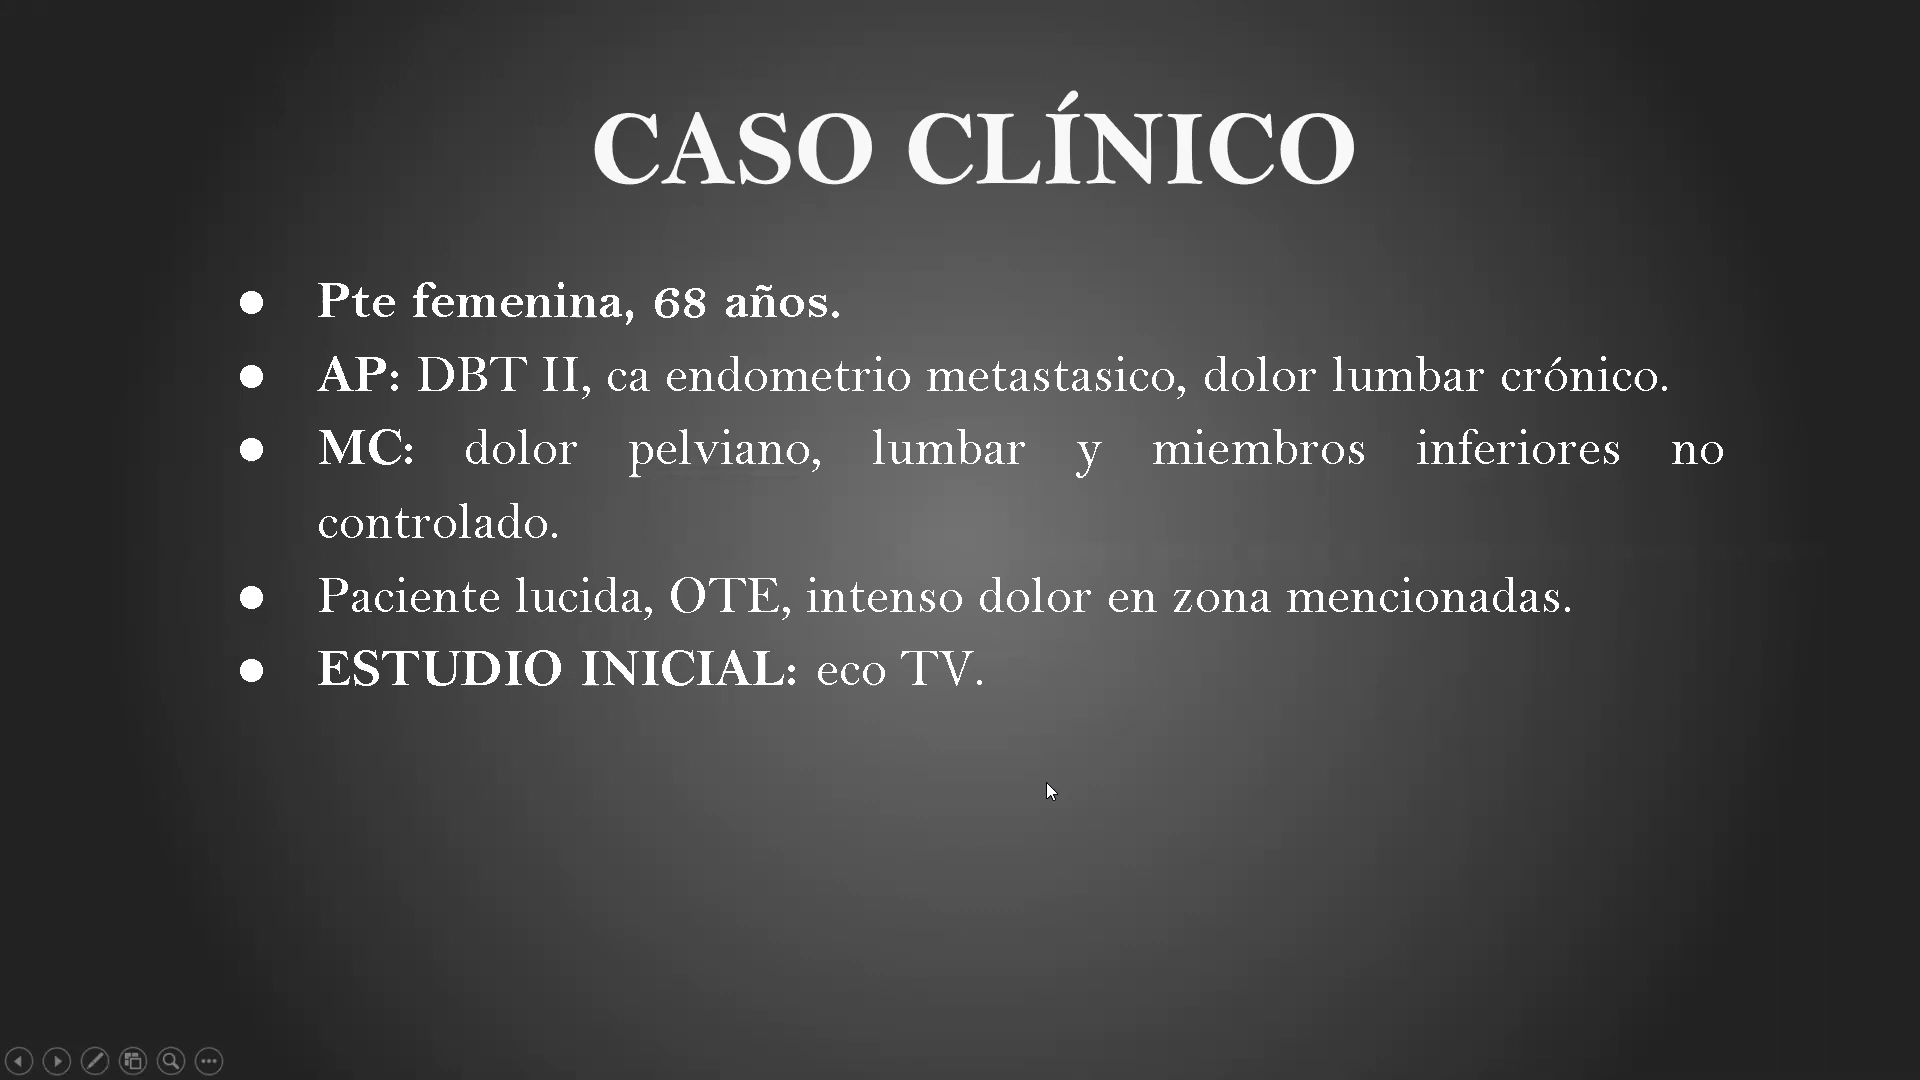 CASO CLÍNICO
● Pte femenina, 68 años.
● AP: DBT II, ca endometrio metastasico, dolor lumbar crónico.
● MC: dolor pelviano, lumbar y miembros inferiores no
controlado.
● Paciente lucida, OTE, intenso dolor en zona mencionadas.
● ESTUDIO INICIAL: eco TV.